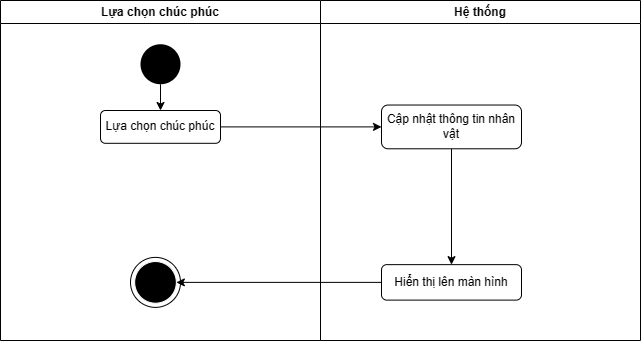 Lựa chọn chúc phúc
Hệ thống
Lựa chọn chúc phúc
Cập nhật thông tin nhân
vật
Hiển thị lên màn hình